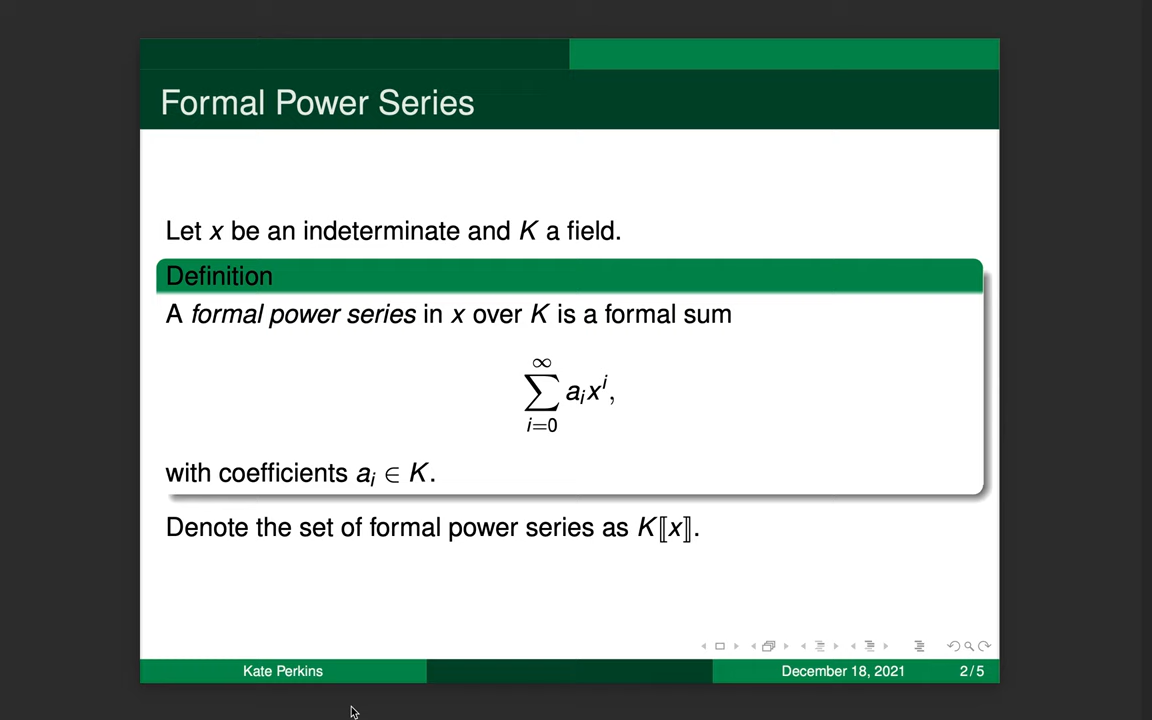 Formal Power Series
Let x be an indeterminate and K a field.
Definition
A formal power series in x over K is a formal sum
∑_{i=0}^{∞} a_i x^i,
with coefficients a_i ∈ K.
Denote the set of formal power series as K⟦x⟧.
Kate Perkins December 18, 2021 2 / 5